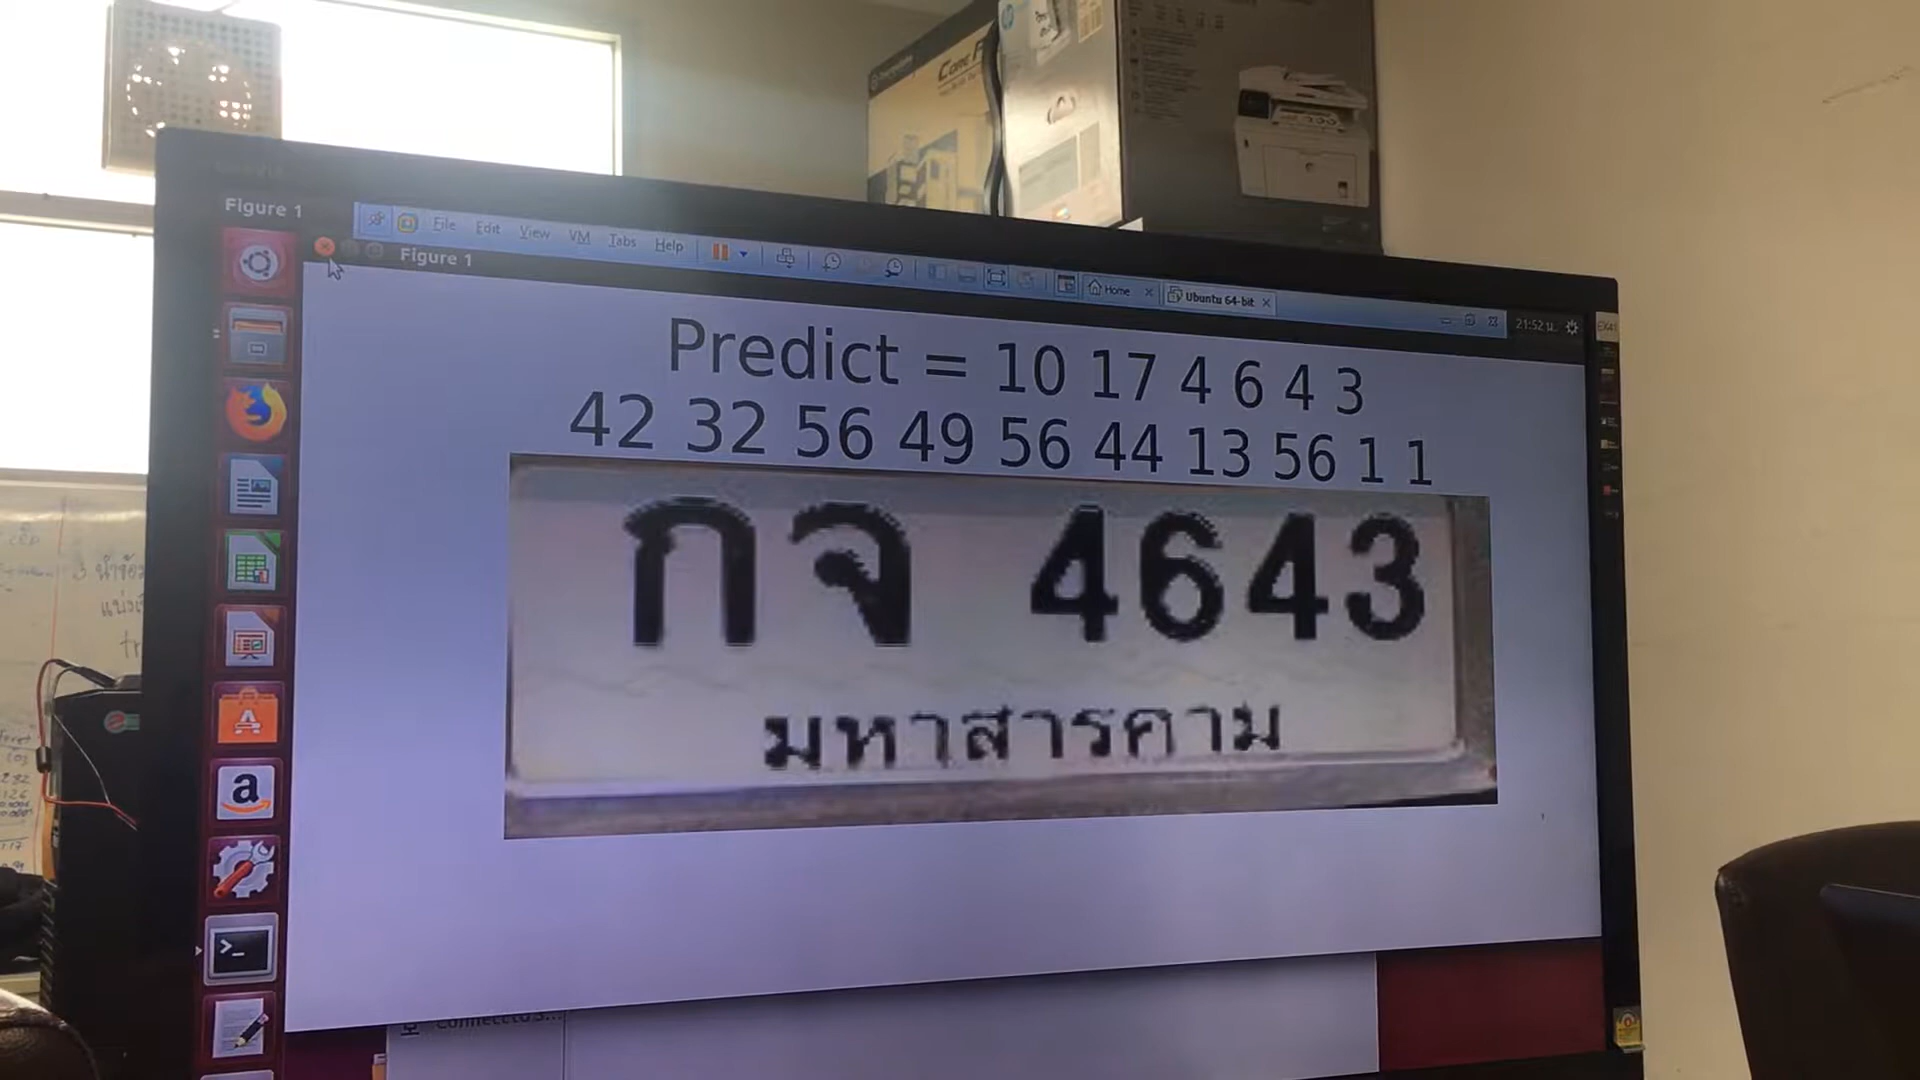 CORE P
Figure 1
File Edit View VM Tabs Help
Home
Ubuntu 64-bit
Figure 1
21:52 น.
Predict = 10 17 4 6 4 3
42 32 56 49 56 44 13 56 1 1
กจ 4643
มหาสารคาม